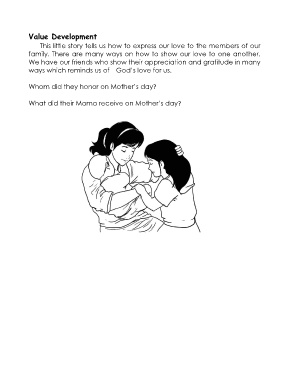 Value Development
This little story tells us how to express our love to the members of our
family. There are many ways on how to show our love to one another.
We have our friends who show their appreciation and gratitude in many
ways which reminds us of God's love for us.
Whom did they honor on Mother's day?
What did their Mama receive on Mother's day?